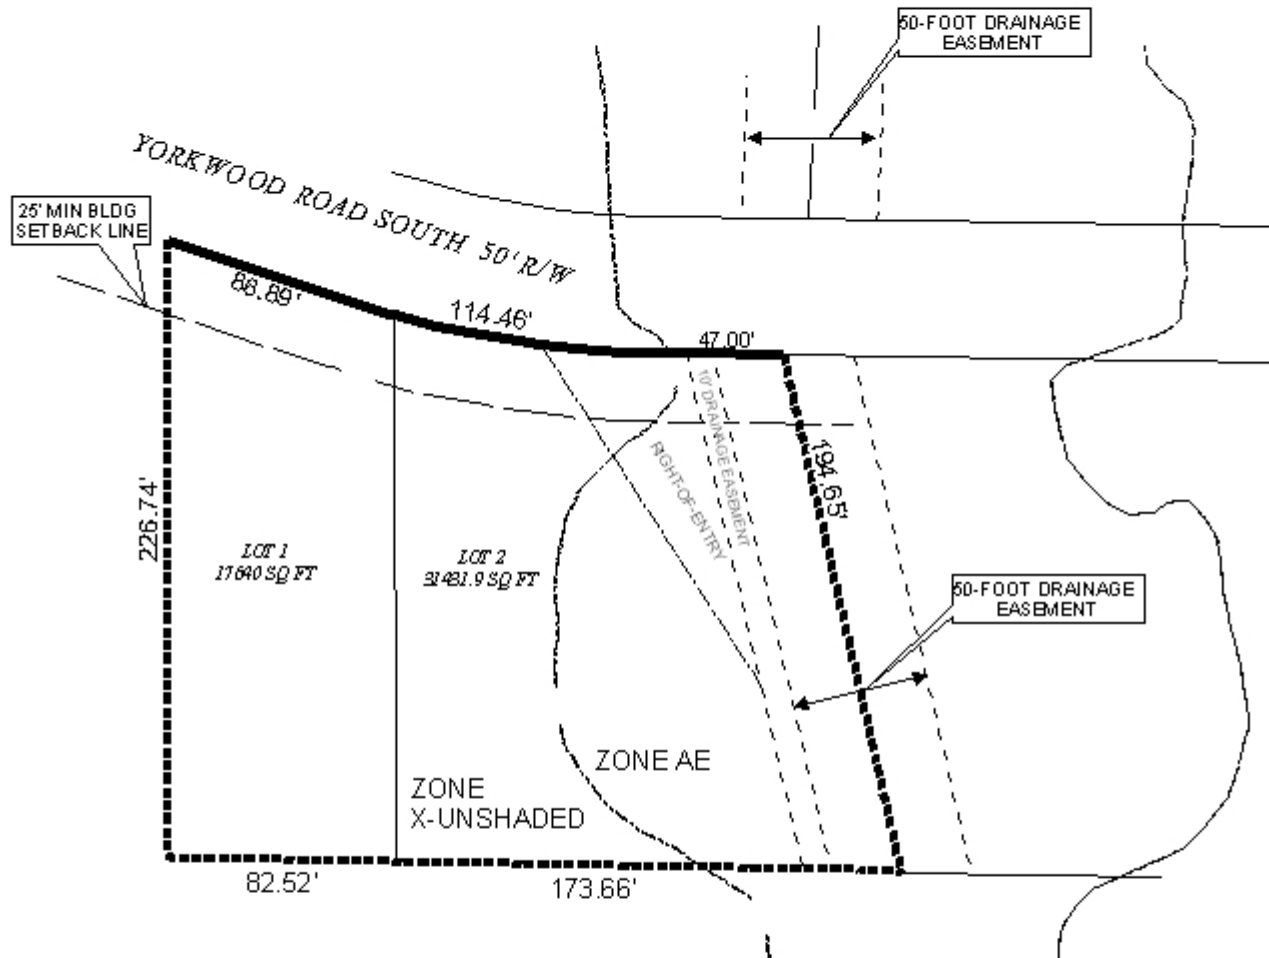 50-FOOT DRAINAGE
EASEMENT
YORKWOOD ROAD SOUTH 50' R/W
25' MIN BLDG
SETBACK LINE
86.89'
114.46'
47.00'
10' DRAINAGE EASEMENT
RIGHT-OF-ENTRY
194.65'
226.74'
LOT 1
17640 SQ FT
LOT 2
31431.9 SQ FT
50-FOOT DRAINAGE
EASEMENT
ZONE AE
ZONE
X-UNSHADED
82.52'
173.66'